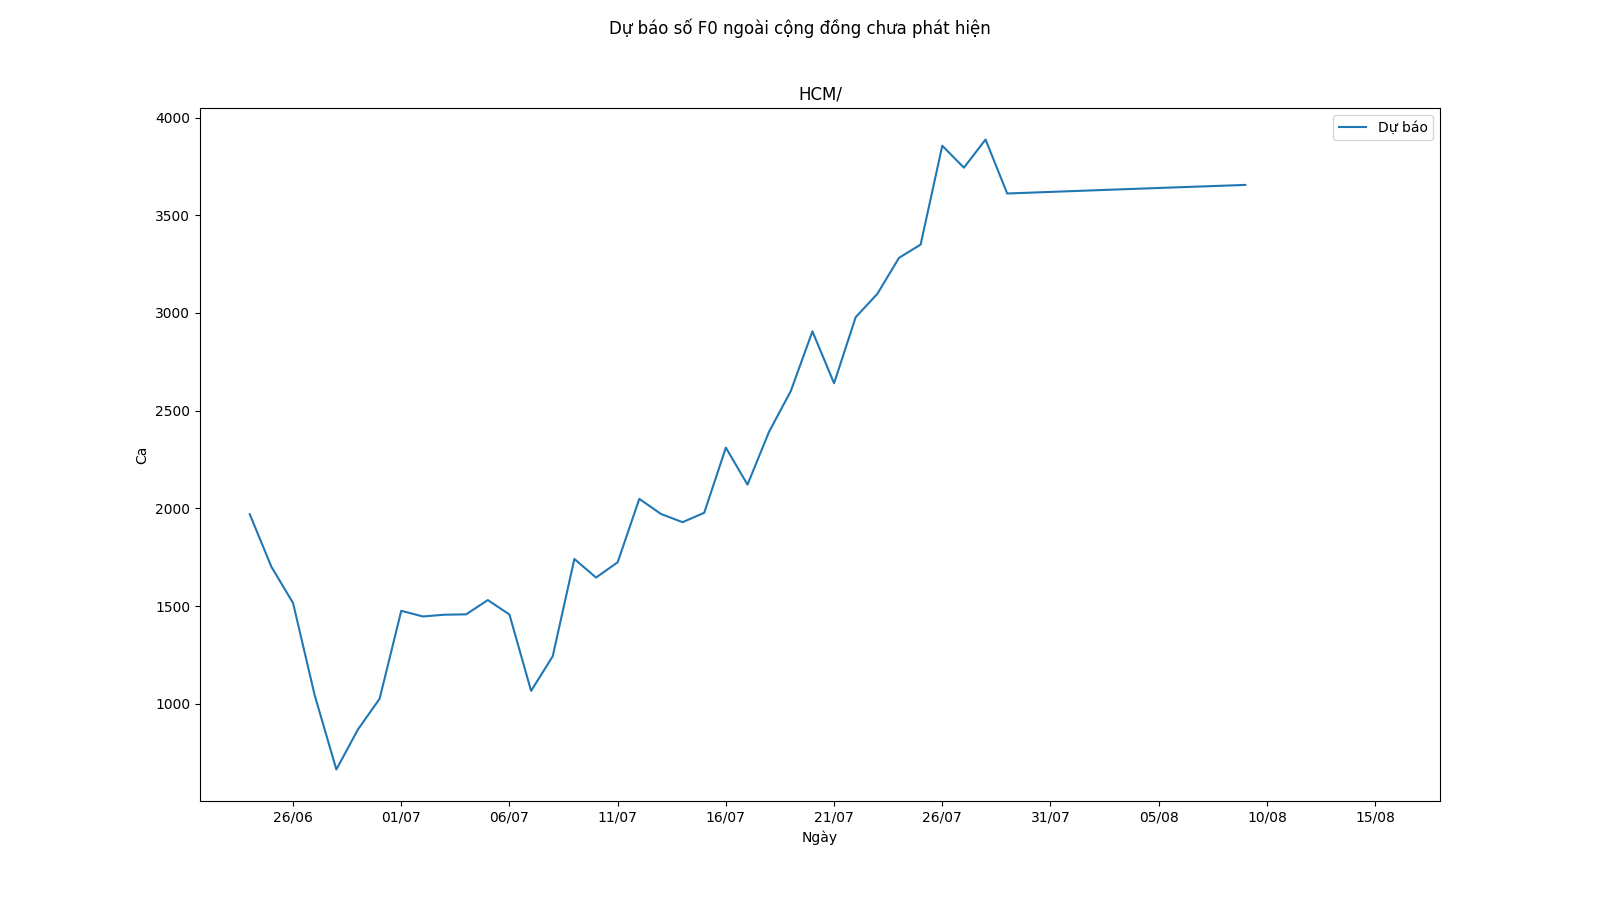 Dự báo số F0 ngoài cộng đồng chưa phát hiện
HCM/
Dự báo
4000
3500
3000
2500
2000
1500
1000
Ca
26/06 01/07 06/07 11/07 16/07 21/07 26/07 31/07 05/08 10/08 15/08
Ngày